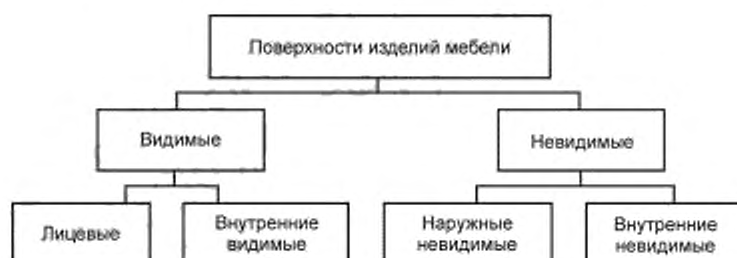 Поверхности изделий мебели
Видимые
Невидимые
Лицевые
Внутренние
видимые
Наружные
невидимые
Внутренние
невидимые